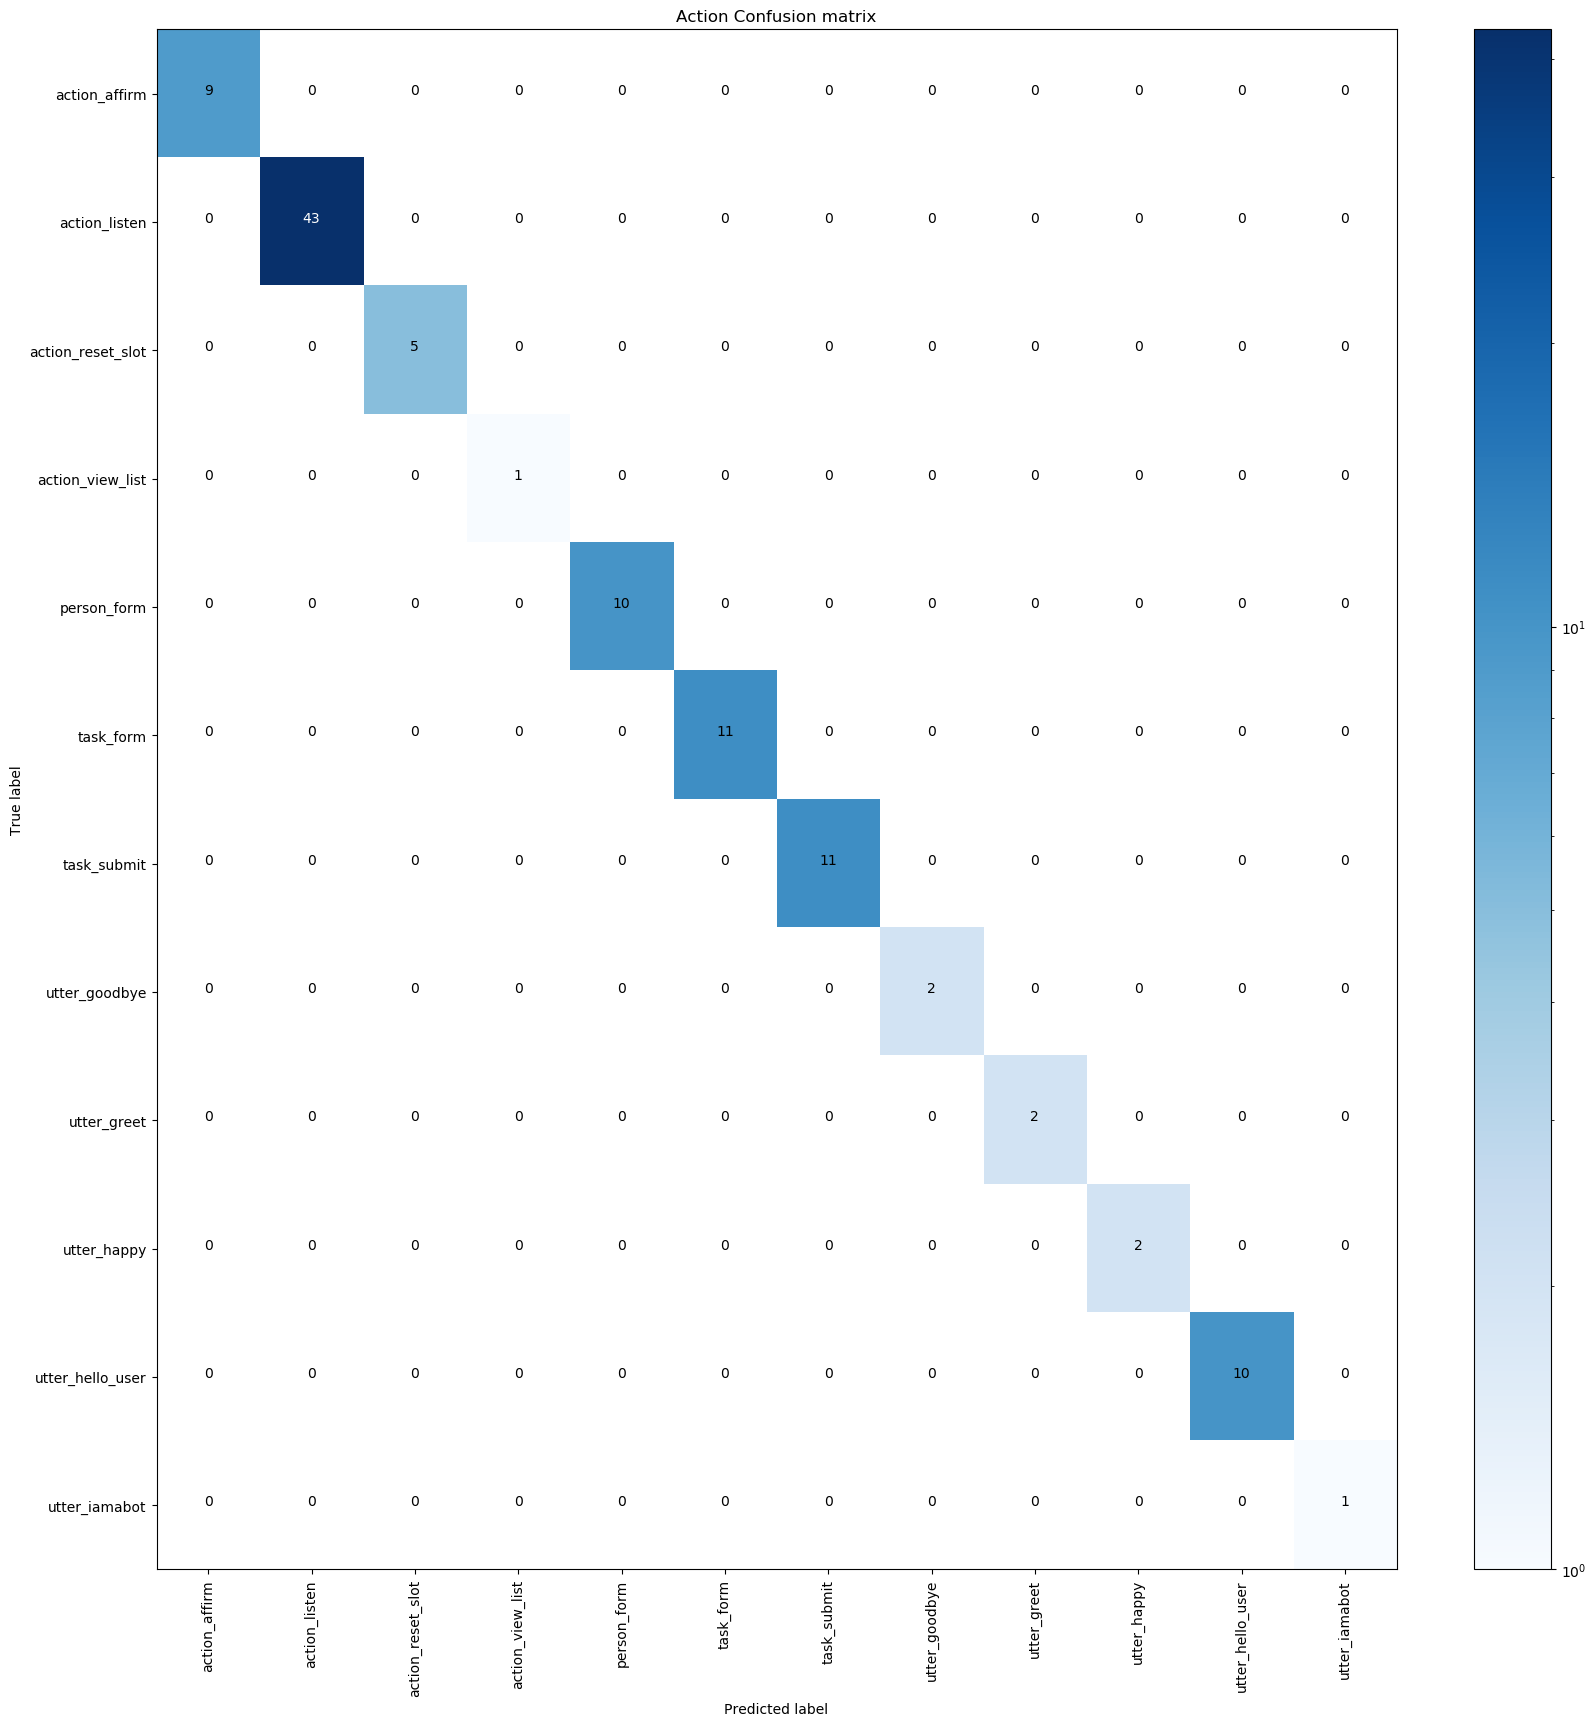 Action Confusion matrix
True label
action_affirm 9 0 0 0 0 0 0 0 0 0 0 0
action_listen 0 43 0 0 0 0 0 0 0 0 0 0
action_reset_slot 0 0 5 0 0 0 0 0 0 0 0 0
action_view_list 0 0 0 1 0 0 0 0 0 0 0 0
person_form 0 0 0 0 10 0 0 0 0 0 0 0
task_form 0 0 0 0 0 11 0 0 0 0 0 0
task_submit 0 0 0 0 0 0 11 0 0 0 0 0
utter_goodbye 0 0 0 0 0 0 0 2 0 0 0 0
utter_greet 0 0 0 0 0 0 0 0 2 0 0 0
utter_happy 0 0 0 0 0 0 0 0 0 2 0 0
utter_hello_user 0 0 0 0 0 0 0 0 0 0 10 0
utter_iamabot 0 0 0 0 0 0 0 0 0 0 0 1
action_affirm
action_listen
action_reset_slot
action_view_list
person_form
task_form
task_submit
utter_goodbye
utter_greet
utter_happy
utter_hello_user
utter_iamabot
Predicted label
10¹
10⁰